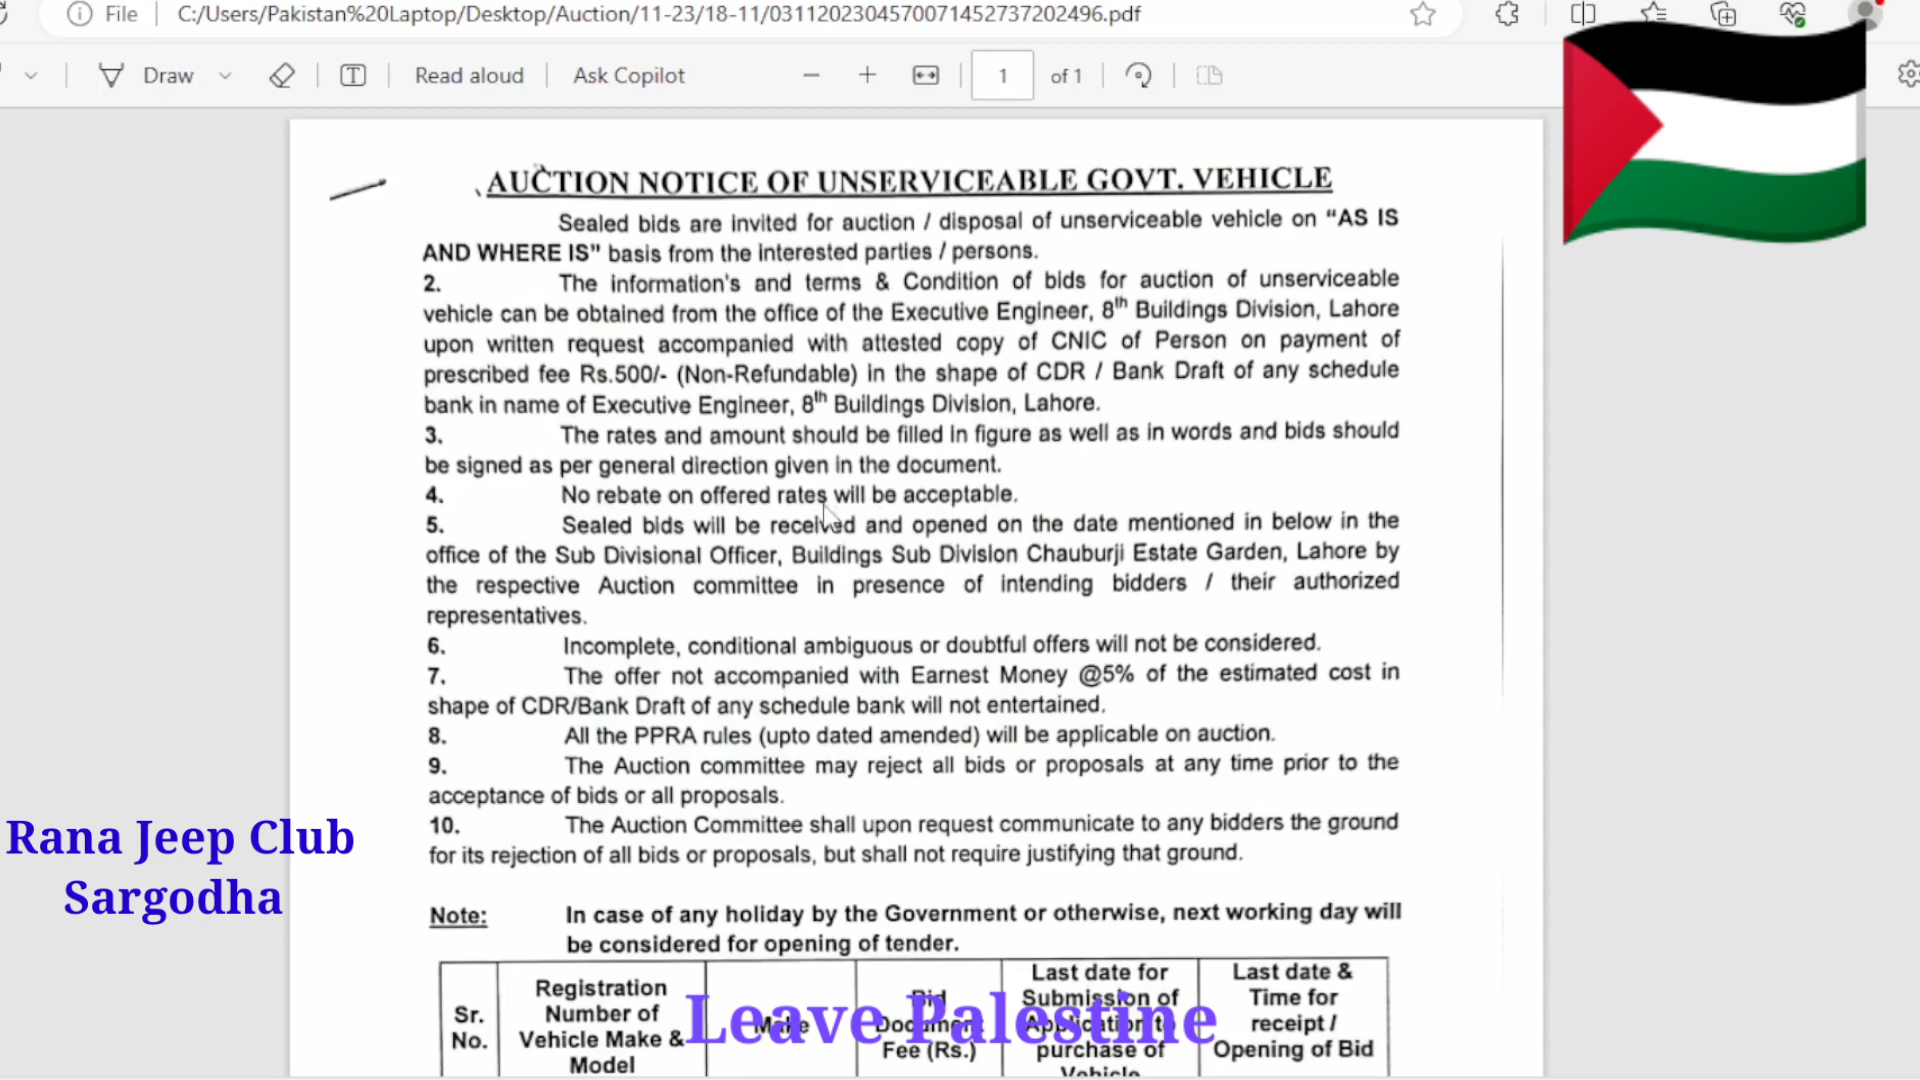 File C:/Users/Pakistan%20Laptop/Desktop/Auction/11-23/18-11/03112023045700714527​37202496.pdf
Draw Read aloud Ask Copilot 1 of 1
AUCTION NOTICE OF UNSERVICEABLE GOVT. VEHICLE
Sealed bids are invited for auction / disposal of unserviceable vehicle on “AS IS
AND WHERE IS” basis from the interested parties / persons.
2. The information's and terms & Condition of bids for auction of unserviceable
vehicle can be obtained from the office of the Executive Engineer, 8th Buildings Division, Lahore
upon written request accompanied with attested copy of CNIC of Person on payment of
prescribed fee Rs.500/- (Non-Refundable) in the shape of CDR / Bank Draft of any schedule
bank in name of Executive Engineer, 8th Buildings Division, Lahore.
3. The rates and amount should be filled in figure as well as in words and bids should
be signed as per general direction given in the document.
4. No rebate on offered rates will be acceptable.
5. Sealed bids will be received and opened on the date mentioned in below in the
office of the Sub Divisional Officer, Buildings Sub Division Chauburji Estate Garden, Lahore by
the respective Auction committee in presence of intending bidders / their authorized
representatives.
6. Incomplete, conditional ambiguous or doubtful offers will not be considered.
7. The offer not accompanied with Earnest Money @5% of the estimated cost in
shape of CDR/Bank Draft of any schedule bank will not entertained.
8. All the PPRA rules (upto dated amended) will be applicable on auction.
9. The Auction committee may reject all bids or proposals at any time prior to the
acceptance of bids or all proposals.
10. The Auction Committee shall upon request communicate to any bidders the ground
for its rejection of all bids or proposals, but shall not require justifying that ground.
Rana Jeep Club
Sargodha
Note: In case of any holiday by the Government or otherwise, next working day will
be considered for opening of tender.
Sr.
No.
Registration
Number of
Vehicle Make &
Model
Make
Bid
Document
Fee (Rs.)
Last date for
Submission of
Application to
purchase of
Vehicle
Last date &
Time for
receipt /
Opening of Bid
Leave Palestine